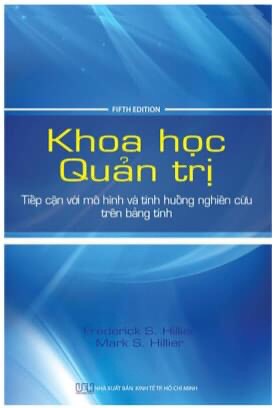 FIFTH EDITION
Khoa học
Quản trị
Tiếp cận với mô hình và tình huống nghiên cứu
trên bảng tính
Frederick S. Hillier
Mark S. Hillier
UEH NHÀ XUẤT BẢN KINH TẾ TP. HỒ CHÍ MINH